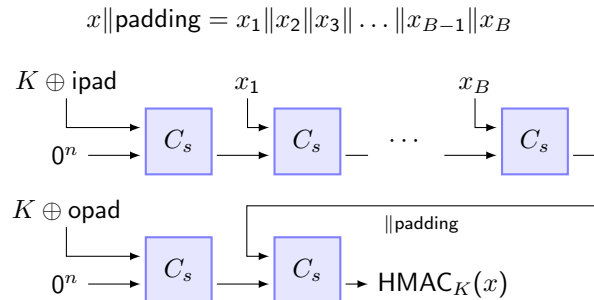 x∥padding = x₁∥x₂∥x₃∥ . . . ∥x_{B−1}∥x_B
K ⊕ ipad x₁ x_B
0ⁿ C_s C_s · · · C_s
K ⊕ opad
∥padding
0ⁿ C_s C_s HMAC_K(x)